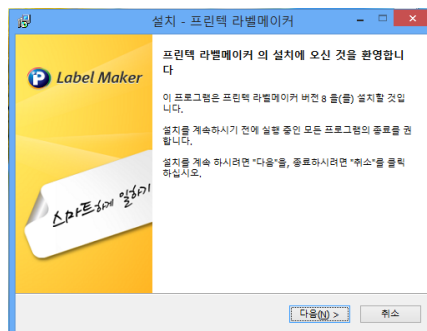 설치 - 프린텍 라벨메이커
프린텍 라벨메이커 의 설치에 오신 것을 환영합니
다
Label Maker
이 프로그램은 프린텍 라벨메이커 버전 8 을(를) 설치할 것입
니다.
설치를 계속하시기 전에 실행 중인 모든 프로그램의 종료를 권
합니다.
설치를 계속 하시려면 "다음"을, 종료하시려면 "취소"를 클릭
하십시오.
스마트하게 일하기
다음(N) >
취소